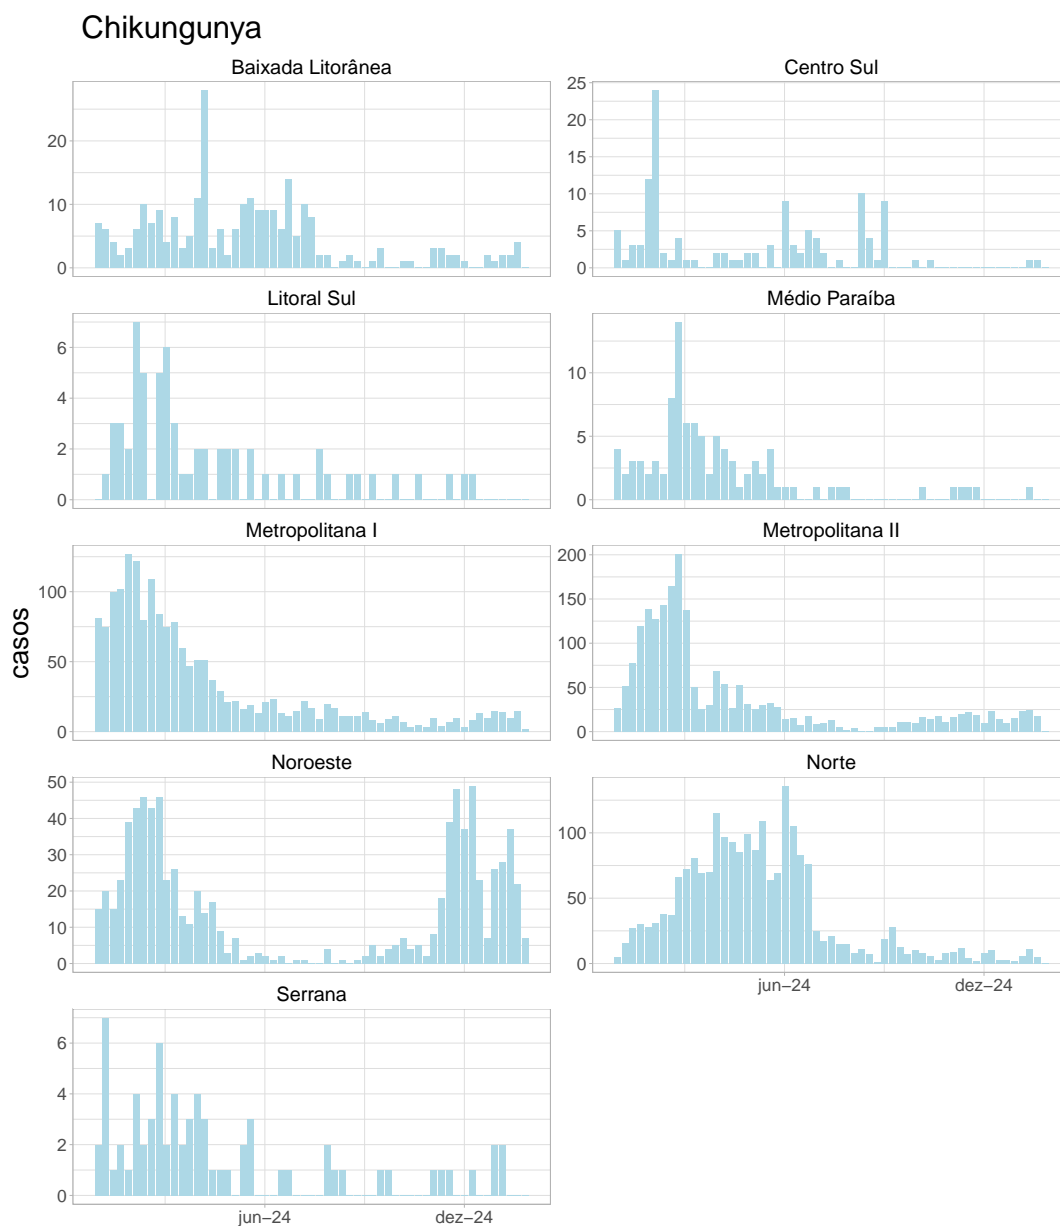 Chikungunya
Baixada Litorânea
Centro Sul
20
10
0
25
20
15
10
5
0
Litoral Sul
Médio Paraíba
6
4
2
0
10
5
0
Metropolitana I
Metropolitana II
casos
100
50
0
200
150
100
50
0
Noroeste
Norte
50
40
30
20
10
0
100
50
0
jun–24 dez–24
Serrana
6
4
2
0
jun–24 dez–24